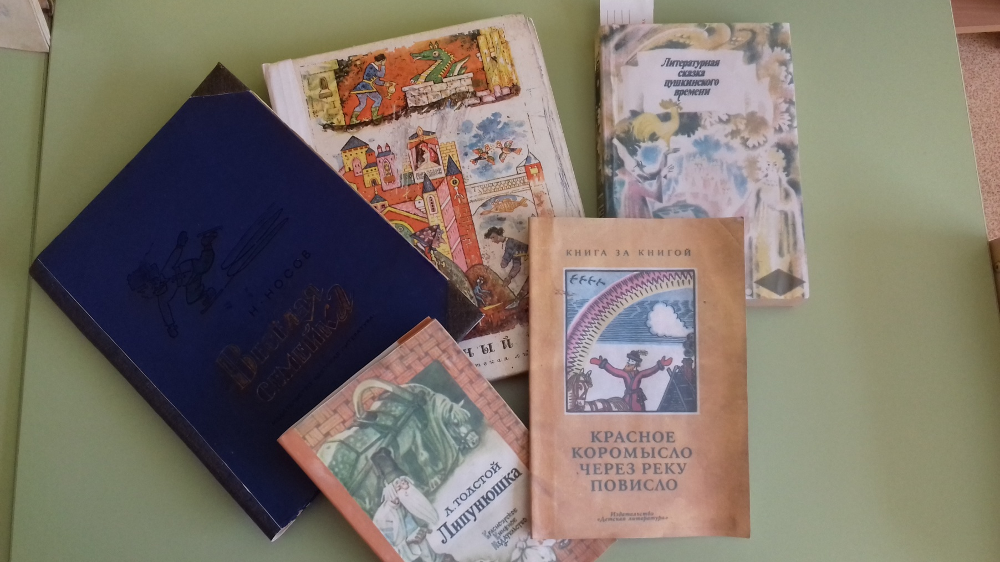 Литературная
сказка
пушкинского
времени
Н. НОСОВ
Весёлая
семейка
КНИГА ЗА КНИГОЙ
КРАСНОЕ
КОРОМЫСЛО
ЧЕРЕЗ РЕКУ
ПОВИСЛО
Издательство
«Детская литература»
Л. ТОЛСТОЙ
Липунюшка
Красноярское
Книжное
Издательство